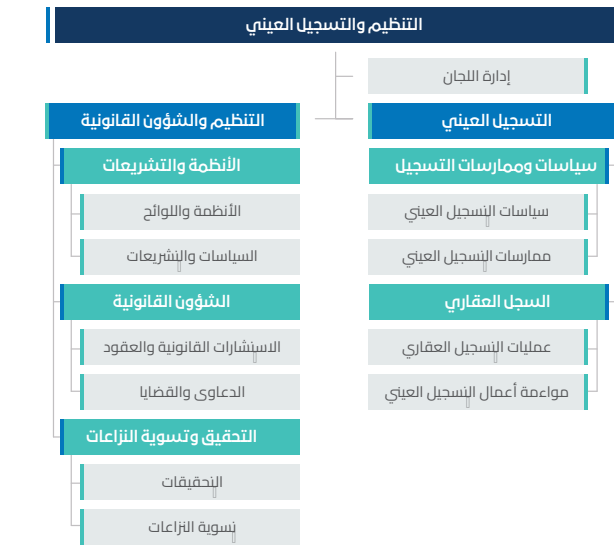 التنظيم والتسجيل العيني
إدارة اللجان
التسجيل العيني
سياسات وممارسات التسجيل
سياسات التسجيل العيني
ممارسات التسجيل العيني
السجل العقاري
عمليات التسجيل العقاري
مواءمة أعمال التسجيل العيني
التنظيم والشؤون القانونية
الأنظمة والتشريعات
الأنظمة واللوائح
السياسات والتشريعات
الشؤون القانونية
الاستشارات القانونية والعقود
الدعاوى والقضايا
التحقيق وتسوية النزاعات
التحقيقات
تسوية النزاعات